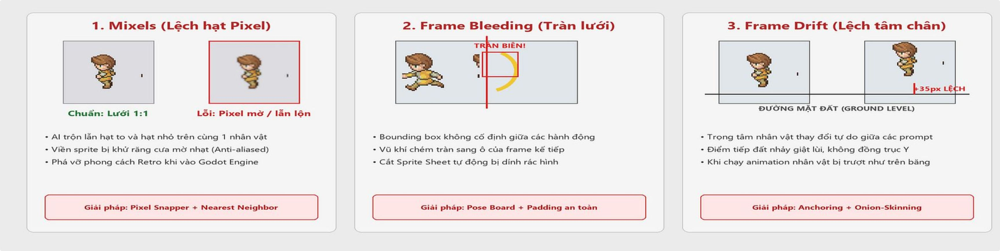 1. Mixels (Lệch hạt Pixel)
Chuẩn: Lưới 1:1
Lỗi: Pixel mờ / lẫn lộn
• AI trộn lẫn hạt to và hạt nhỏ trên cùng 1 nhân vật
• Viền sprite bị khử răng cưa mờ nhạt (Anti-aliased)
• Phá vỡ phong cách Retro khi vào Godot Engine
Giải pháp: Pixel Snapper + Nearest Neighbor
2. Frame Bleeding (Tràn lưới)
TRÀN BIÊN!
• Bounding box không cố định giữa các hành động
• Vũ khí chém tràn sang ô của frame kế tiếp
• Cắt Sprite Sheet tự động bị dính rác hình
Giải pháp: Pose Board + Padding an toàn
3. Frame Drift (Lệch tâm chân)
+35px LỆCH
ĐƯỜNG MẶT ĐẤT (GROUND LEVEL)
• Trọng tâm nhân vật thay đổi tự do giữa các prompt
• Điểm tiếp đất nhảy giật lùi, không đồng trục Y
• Khi chạy animation nhân vật bị trượt như trên băng
Giải pháp: Anchoring + Onion-Skinning